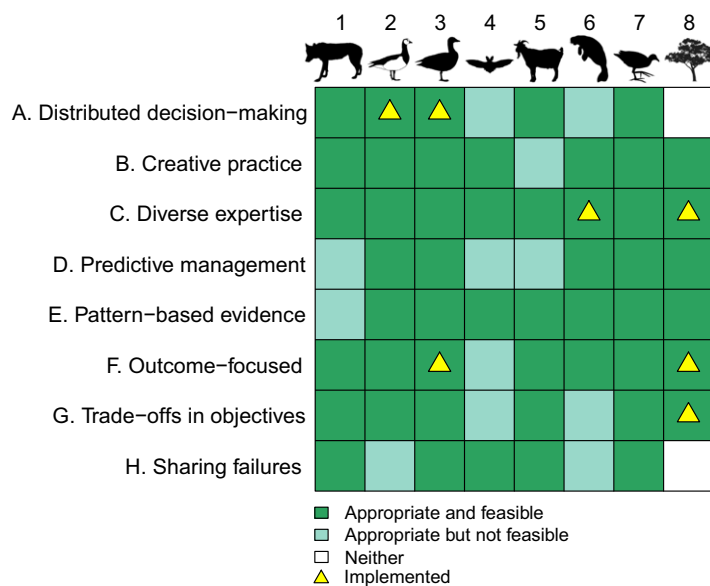 1 2 3 4 5 6 7 8
A. Distributed decision−making
B. Creative practice
C. Diverse expertise
D. Predictive management
E. Pattern−based evidence
F. Outcome−focused
G. Trade−offs in objectives
H. Sharing failures
Appropriate and feasible
Appropriate but not feasible
Neither
Implemented